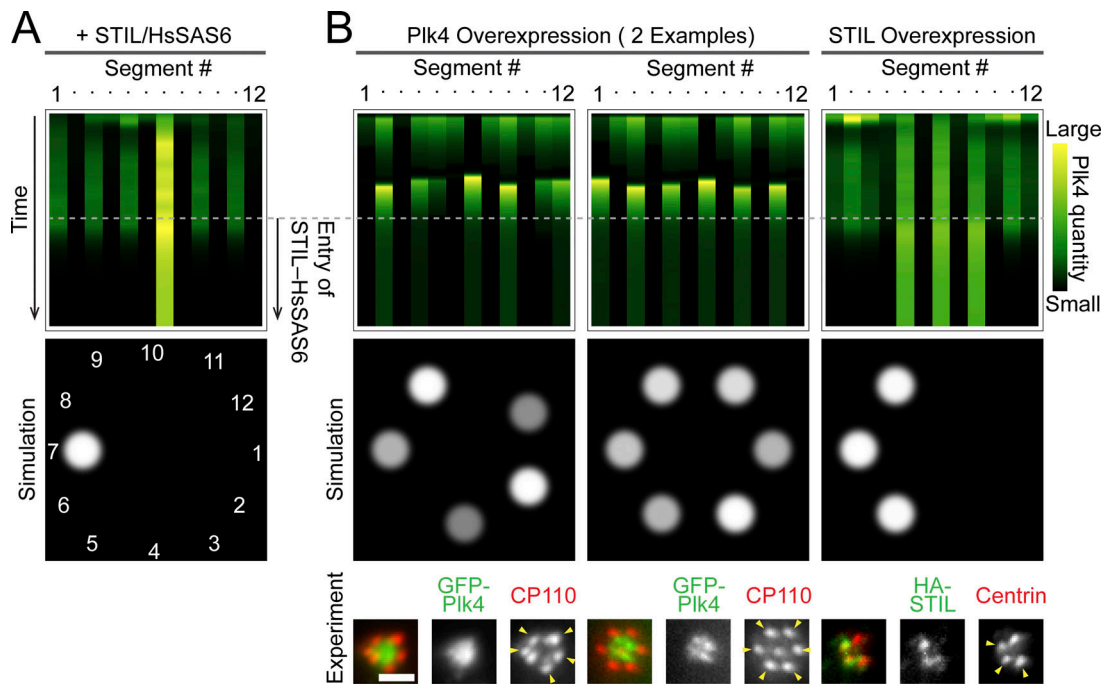 A
+ STIL/HsSAS6
Segment #
1 · · · · · · · · · · 12
Time
Entry of
STIL–HsSAS6
B
Plk4 Overexpression ( 2 Examples)
STIL Overexpression
Segment #
Segment #
Segment #
1 · · · · · · · · · · 12
1 · · · · · · · · · · 12
1 · · · · · · · · · · 12
Large
Plk4 quantity
Small
Simulation
9 10 11
8 12
7 1
6 2
5 4 3
Simulation
Experiment
GFP-
Plk4
CP110
GFP-
Plk4
CP110
HA-
STIL
Centrin